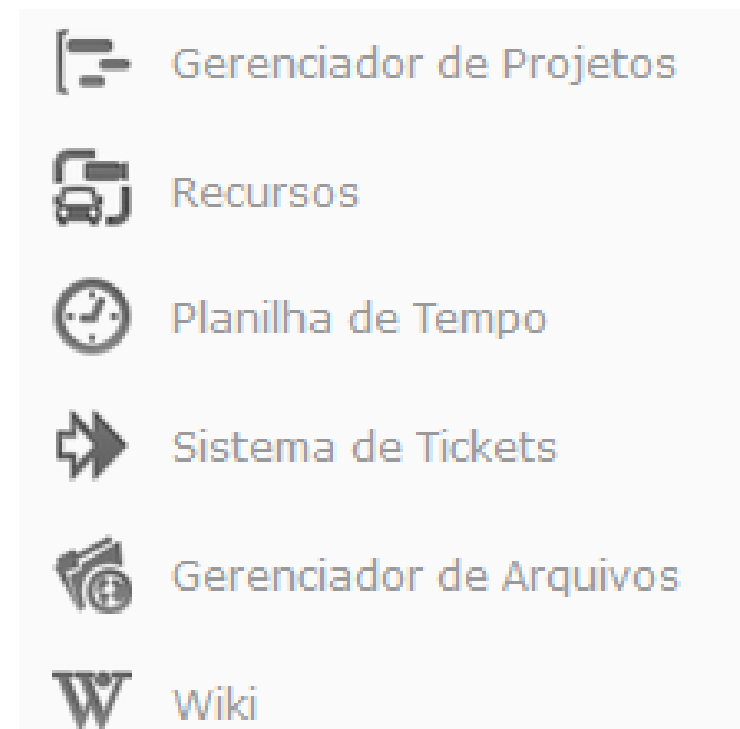 Gerenciador de Projetos
Recursos
Planilha de Tempo
Sistema de Tickets
Gerenciador de Arquivos
Wiki